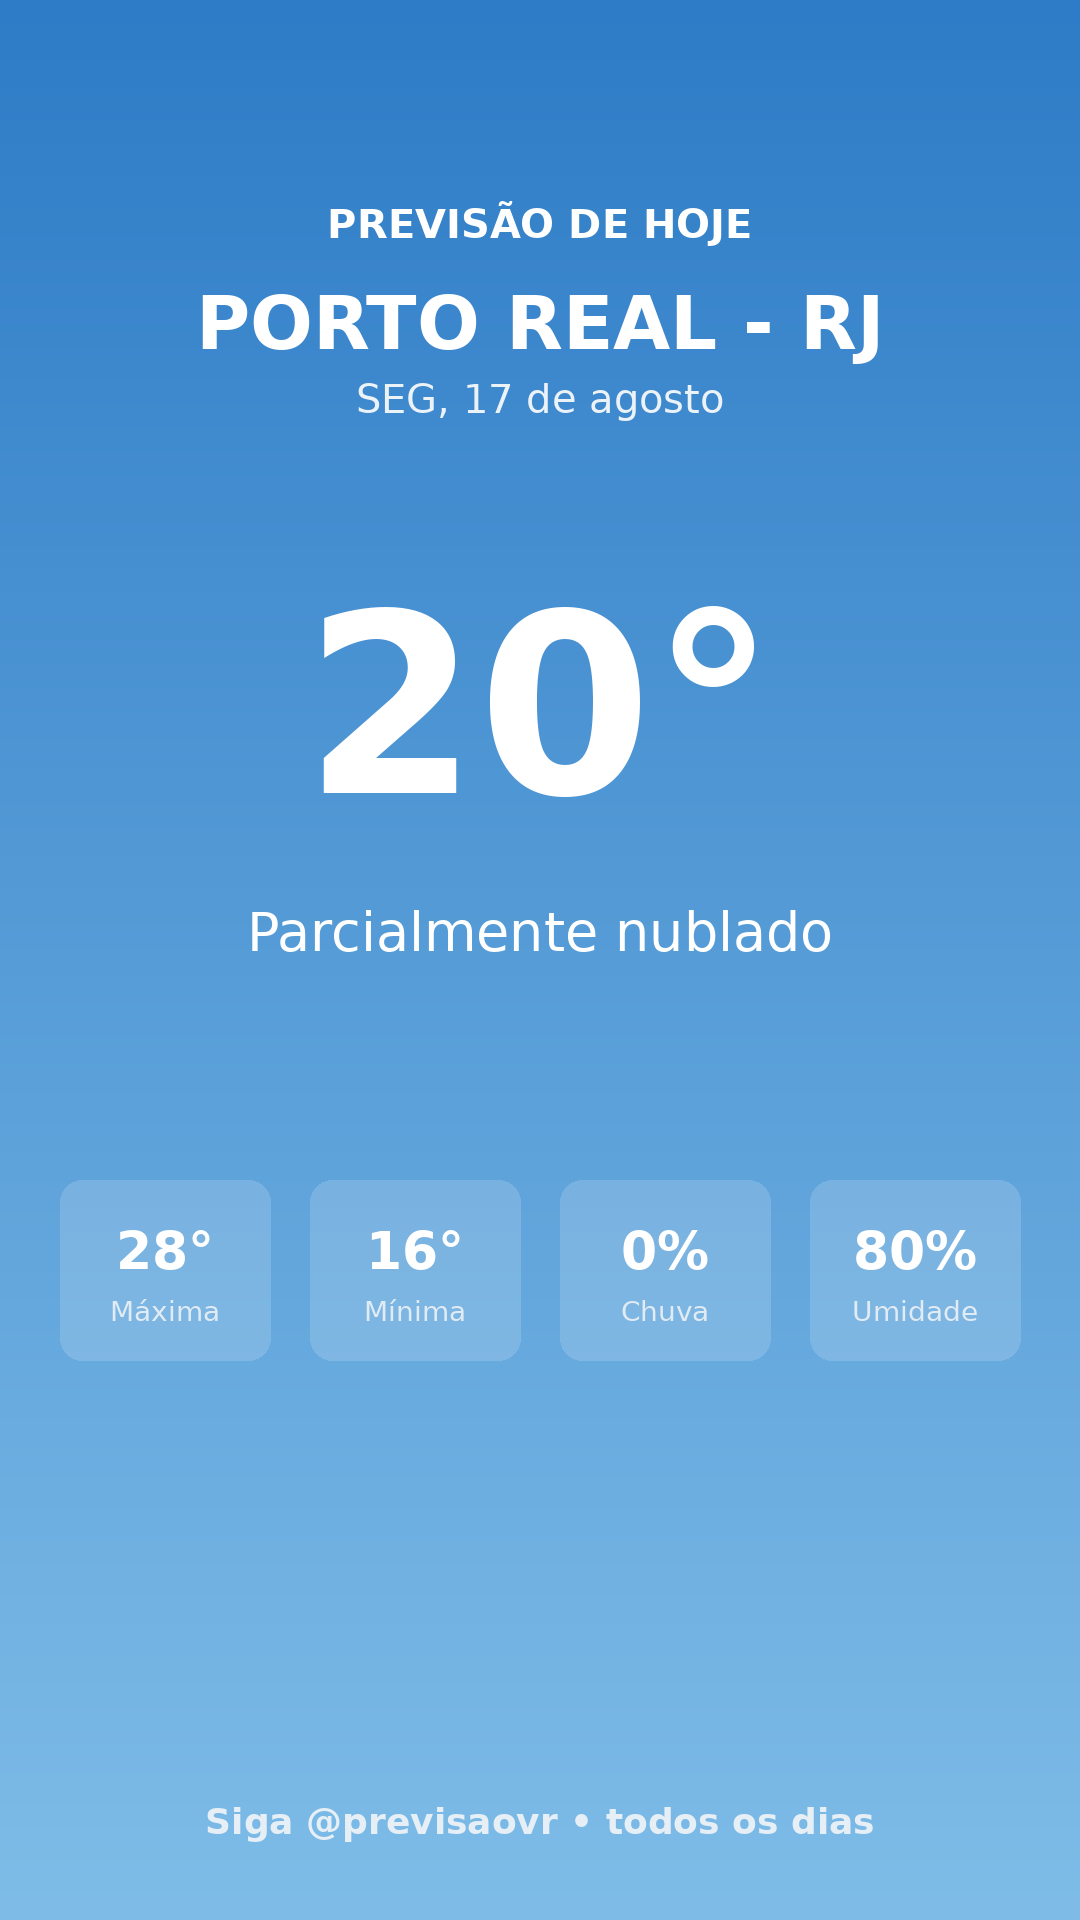 PREVISÃO DE HOJE
PORTO REAL - RJ
SEG, 17 de agosto
20°
Parcialmente nublado
28° 16° 0% 80%
Máxima Mínima Chuva Umidade
Siga @previsaovr • todos os dias